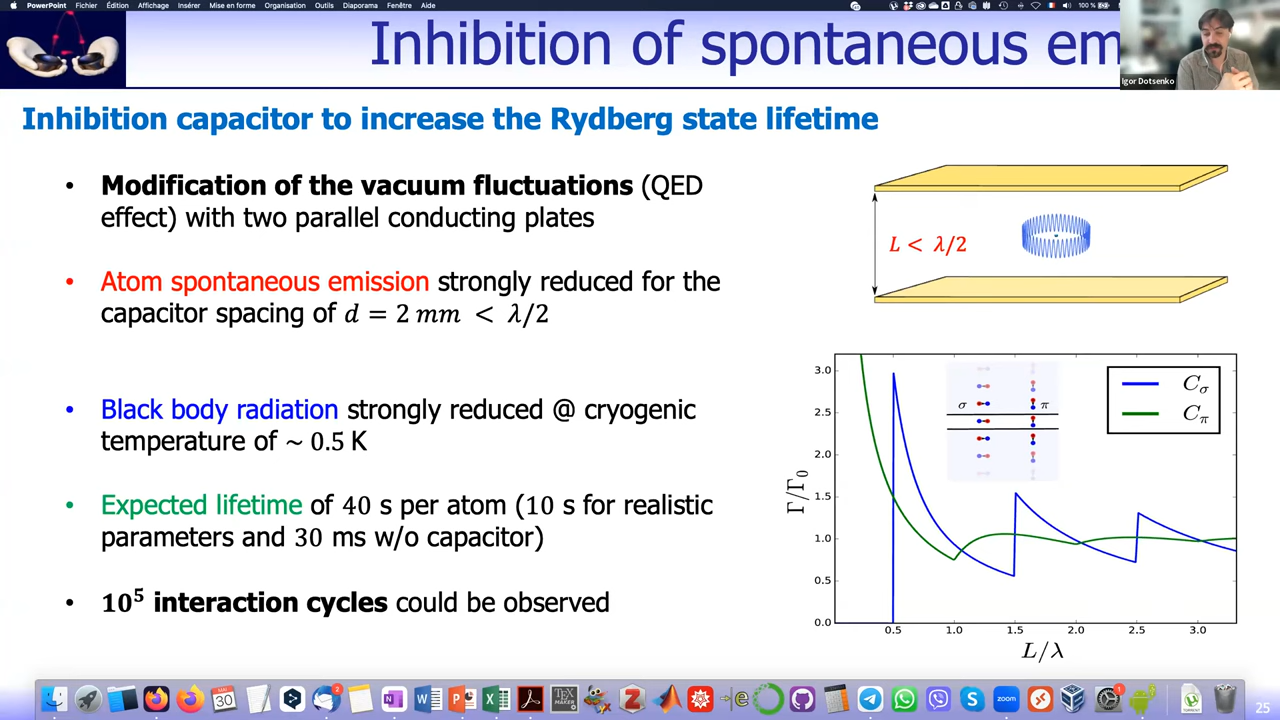 PowerPoint Fichier Édition Affichage Insérer Mise en forme Organisation Outils Diaporama Fenêtre Aide
100 %
Inhibition of spontaneous em
Igor Dotsenko
Inhibition capacitor to increase the Rydberg state lifetime
• Modification of the vacuum fluctuations (QED
effect) with two parallel conducting plates
• Atom spontaneous emission strongly reduced for the
capacitor spacing of d = 2 mm < λ/2
• Black body radiation strongly reduced @ cryogenic
temperature of ~ 0.5 K
• Expected lifetime of 40 s per atom (10 s for realistic
parameters and 30 ms w/o capacitor)
• 10⁵ interaction cycles could be observed
L < λ/2
3.0
2.5
2.0
1.5
1.0
0.5
0.0
Γ/Γ₀
σ π
C_σ
C_π
0.5 1.0 1.5 2.0 2.5 3.0
L/λ
30
zoom
25